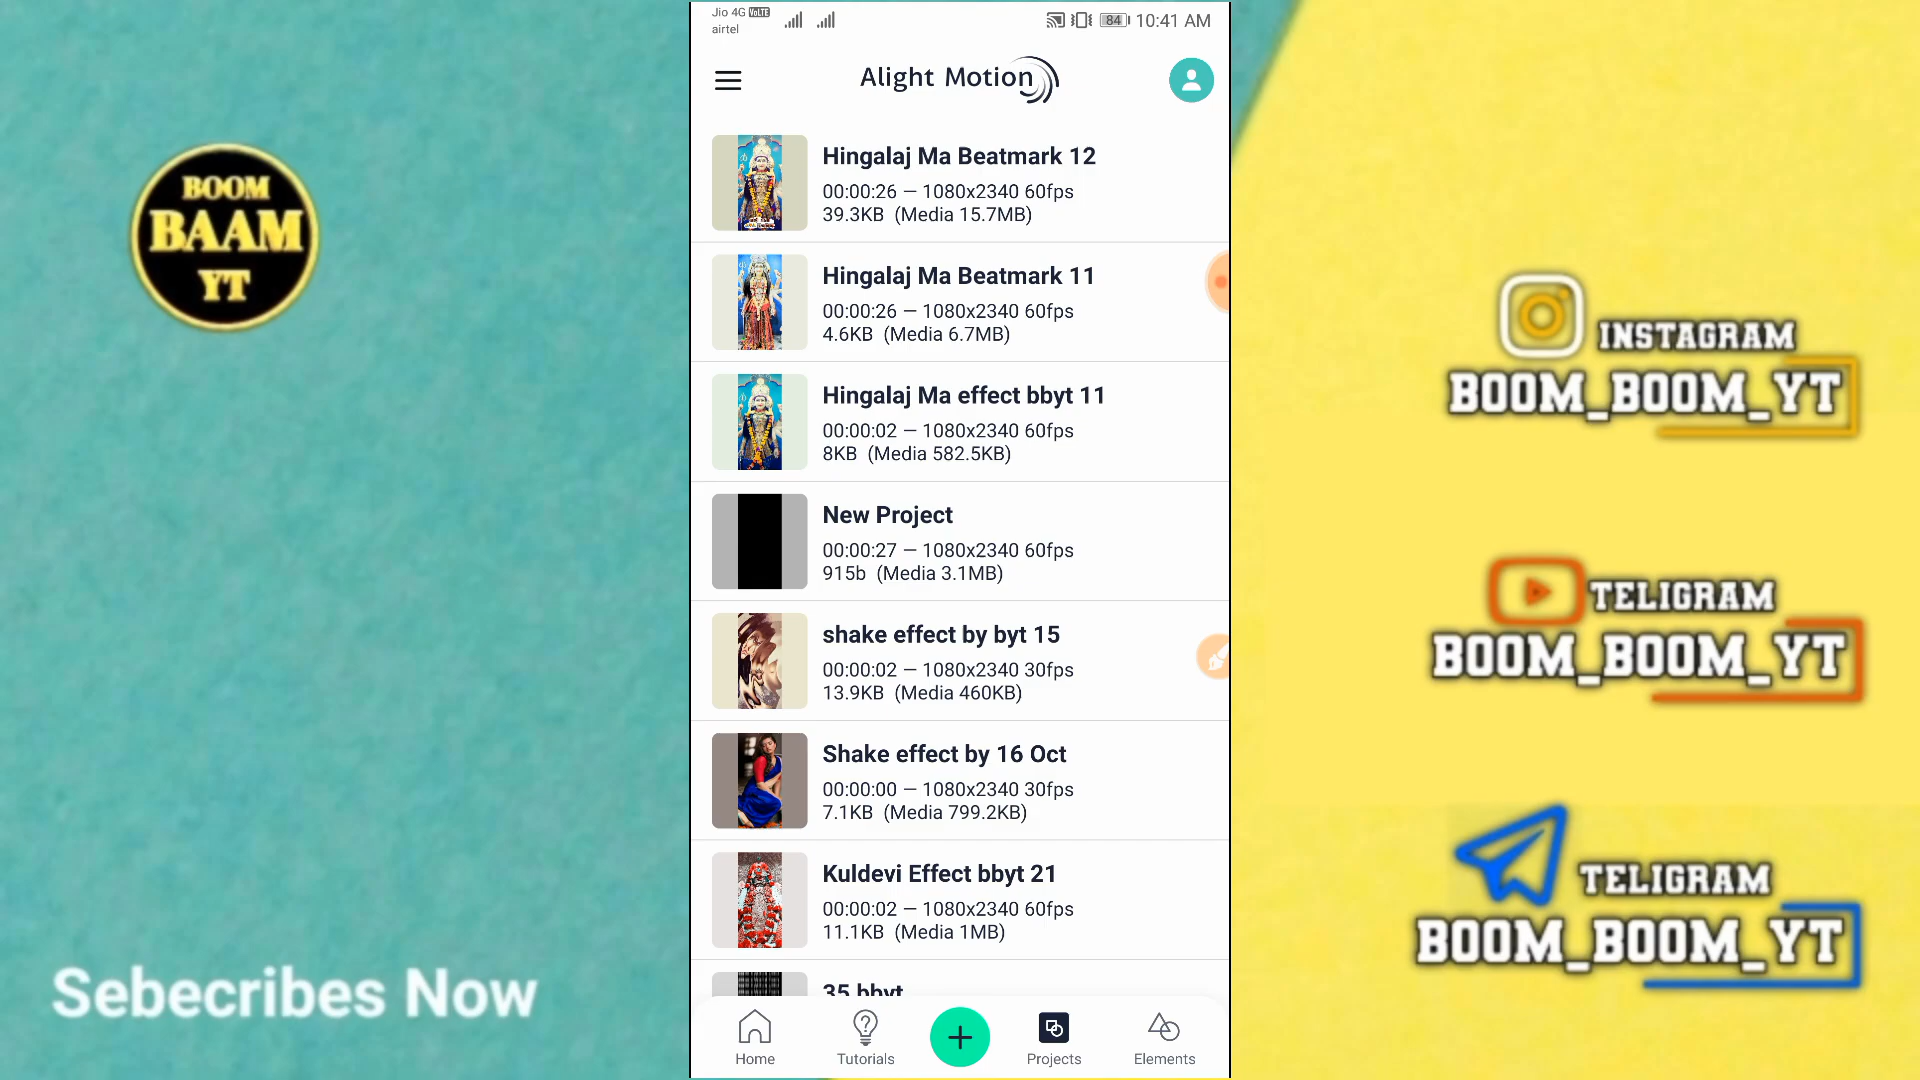 BOOM
BAAM
YT
Sebecribes Now
Jio 4G VoLTE
airtel
84
10:41 AM
Alight Motion
Hingalaj Ma Beatmark 12
00:00:26 — 1080x2340 60fps
39.3KB (Media 15.7MB)
Hingalaj Ma Beatmark 11
00:00:26 — 1080x2340 60fps
4.6KB (Media 6.7MB)
Hingalaj Ma effect bbyt 11
00:00:02 — 1080x2340 60fps
8KB (Media 582.5KB)
New Project
00:00:27 — 1080x2340 60fps
915b (Media 3.1MB)
shake effect by byt 15
00:00:02 — 1080x2340 30fps
13.9KB (Media 460KB)
Shake effect by 16 Oct
00:00:00 — 1080x2340 30fps
7.1KB (Media 799.2KB)
Kuldevi Effect bbyt 21
00:00:02 — 1080x2340 60fps
11.1KB (Media 1MB)
35 bbyt
Home
Tutorials
Projects
Elements
INSTAGRAM
BOOM_BOOM_YT
TELIGRAM
BOOM_BOOM_YT
TELIGRAM
BOOM_BOOM_YT